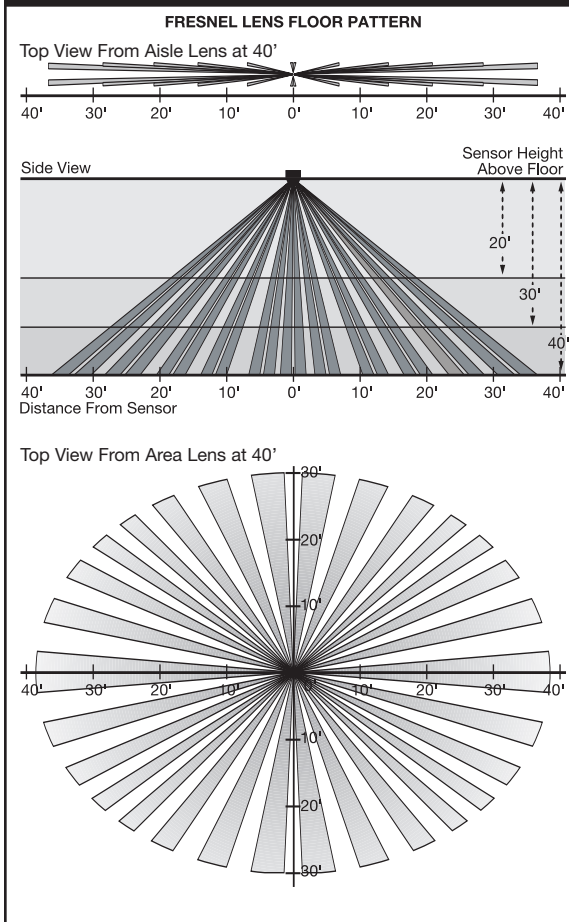 FRESNEL LENS FLOOR PATTERN
Top View From Aisle Lens at 40’
40' 30' 20' 10' 0' 10' 20' 30' 40'
Side View
Sensor Height
Above Floor
20'
30'
40'
40' 30' 20' 10' 0' 10' 20' 30' 40'
Distance From Sensor
Top View From Area Lens at 40’
30'
20'
10'
40' 30' 20' 10' 0' 10' 20' 30' 40'
10'
20'
30'